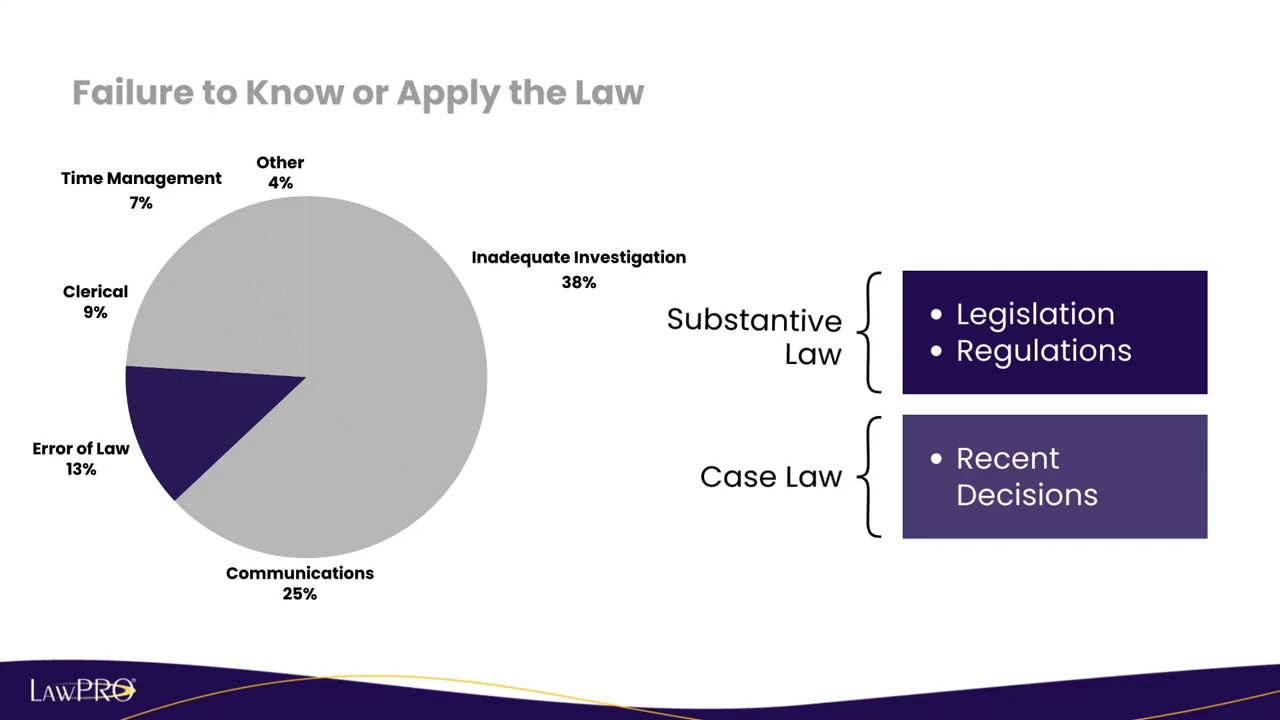 Failure to Know or Apply the Law
Other
4%
Time Management
7%
Inadequate Investigation
38%
Clerical
9%
Error of Law
13%
Communications
25%
Substantive
Law
• Legislation
• Regulations
Case Law
• Recent
Decisions
LAWPRO®